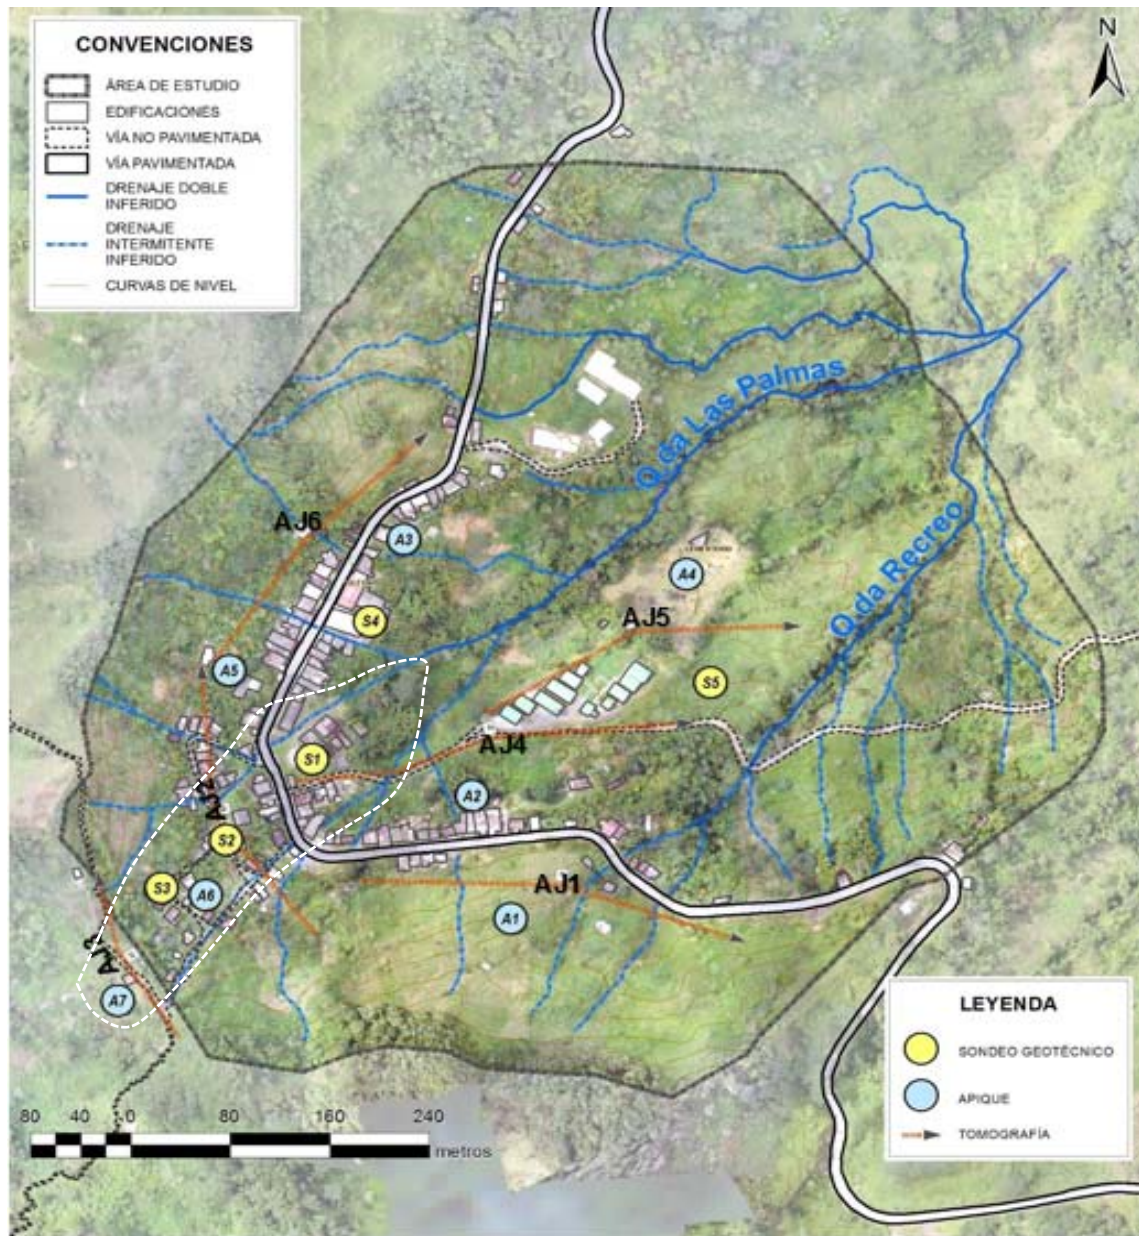 CONVENCIONES
ÁREA DE ESTUDIO
EDIFICACIONES
VÍA NO PAVIMENTADA
VÍA PAVIMENTADA
DRENAJE DOBLE
INFERIDO
DRENAJE
INTERMITENTE
INFERIDO
CURVAS DE NIVEL
N
Q da Las Palmas
Q da Recreo
AJ6
A3
A4
S4
AJ5
A5
S5
AJ4
S1
A2
AJ2
S2
S3
A6
AJ1
A1
AJ3
A7
80 40 0 80 160 240
metros
LEYENDA
SONDEO GEOTÉCNICO
APIQUE
TOMOGRAFÍA